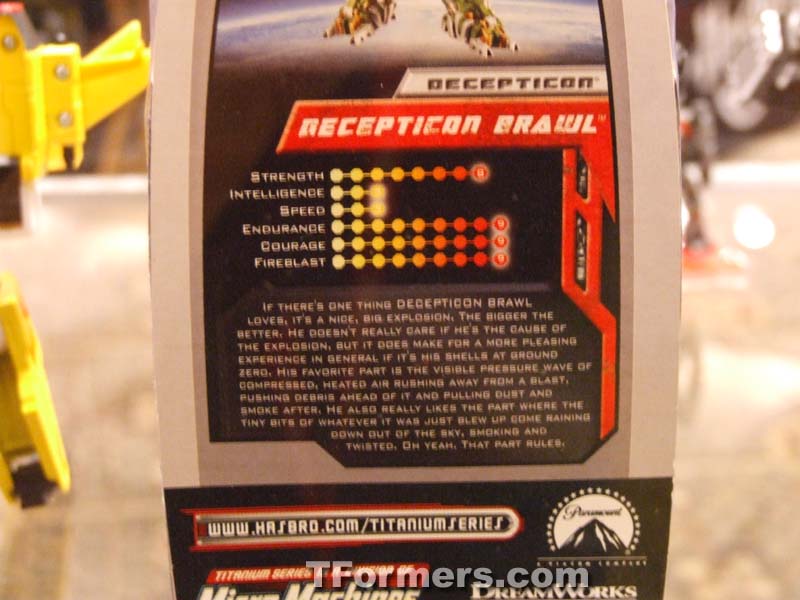 DECEPTICON
DECEPTICON BRAWL™
STRENGTH 8
INTELLIGENCE
SPEED
ENDURANCE 9
COURAGE 9
FIREBLAST 9
IF THERE'S ONE THING DECEPTICON BRAWL
LOVES, IT'S A NICE, BIG EXPLOSION. THE BIGGER THE
BETTER. HE DOESN'T REALLY CARE IF HE'S THE CAUSE OF
THE EXPLOSION, BUT IT DOES MAKE FOR A MORE PLEASING
EXPERIENCE IN GENERAL IF IT'S HIS SHELLS AT GROUND
ZERO. HIS FAVORITE PART IS THE VISIBLE PRESSURE WAVE OF
COMPRESSED, HEATED AIR RUSHING AWAY FROM A BLAST,
PUSHING DEBRIS AHEAD OF IT AND PULLING DUST AND
SMOKE AFTER. HE ALSO REALLY LIKES THE PART WHERE THE
TINY BITS OF WHATEVER IT WAS JUST BLEW UP COME RAINING
DOWN OUT OF THE SKY, SMOKING AND
TWISTED. OH YEAH. THAT PART RULES.
WWW.HASBRO.COM/TITANIUMSERIES
Paramount
A VIACOM COMPANY
TITANIUM SERIES
TFormers.com
Micro Machines
DREAMWORKS